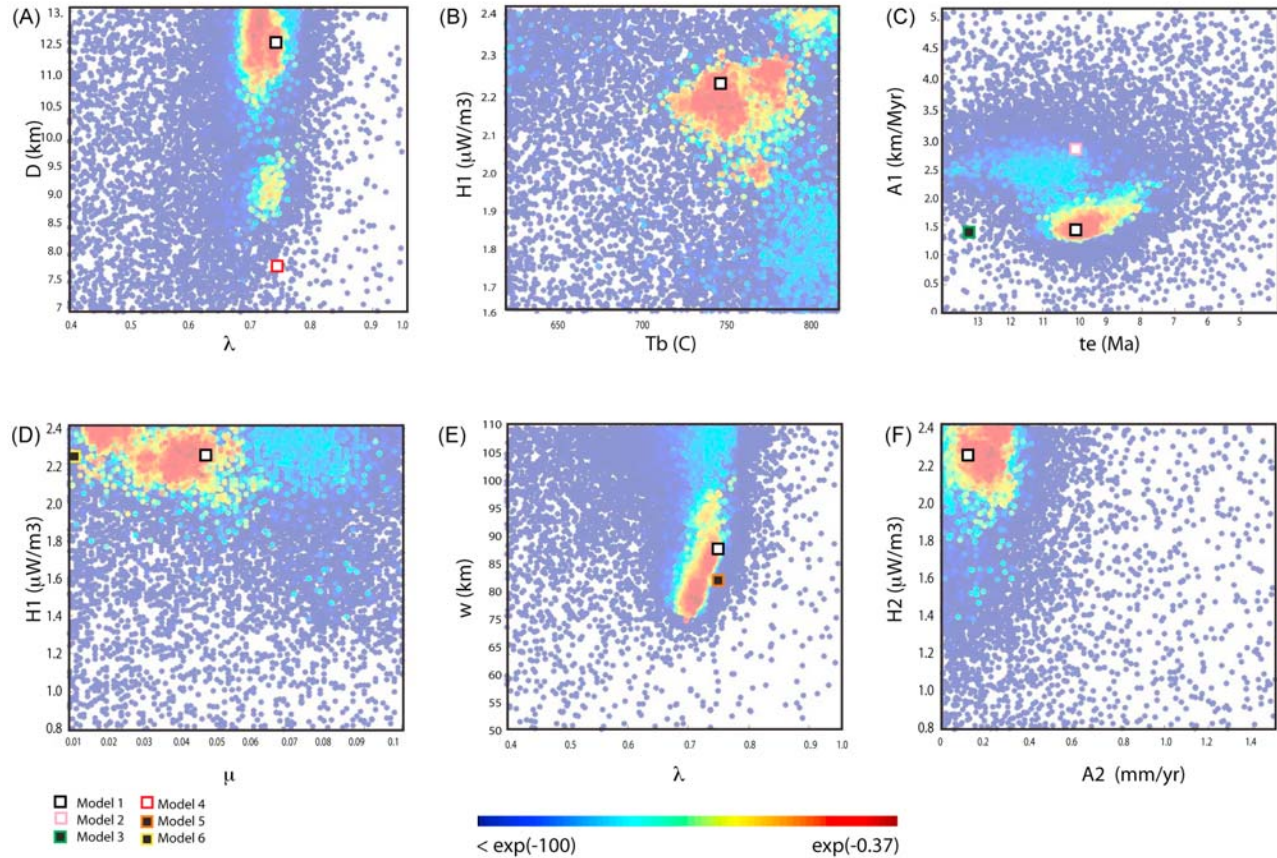 (A)
D (km)
13.
12.5
11.0
10.5
10.0
9.5
9.0
8.5
8.0
7.5
7
0.4 0.5 0.6 0.7 0.8 0.9 1.0
λ
(B)
H1 (μW/m3)
2.4
2.3
2.2
2.1
2.0
1.9
1.8
1.7
1.6
650 700 750 800
Tb (C)
(C)
A1 (km/Myr)
5.
4.5
4.0
3.5
3.0
2.5
2.0
1.5
1.0
0.5
0
13 12 11 10 9 8 7 6 5
te (Ma)
(D)
H1 (μW/m3)
2.4
2.2
2.0
1.8
1.6
1.4
1.2
1.0
0.8
0.01 0.03 0.04 0.05 0.06 0.07 0.08 0.09 0.1
μ
(E)
w (km)
110
105
100
95
90
85
80
75
65
60
55
50
0.4 0.5 0.6 0.7 0.8 0.9 1.0
λ
(F)
H2 (μW/m3)
2.4
2.2
2.0
1.8
1.6
1.4
1.2
1.0
0.8
0 0.2 0.4 0.6 0.8 1.0 1.2 1.4
A2 (mm/yr)
Model 1 Model 4
Model 2 Model 5
Model 3 Model 6
< exp(-100) exp(-0.37)